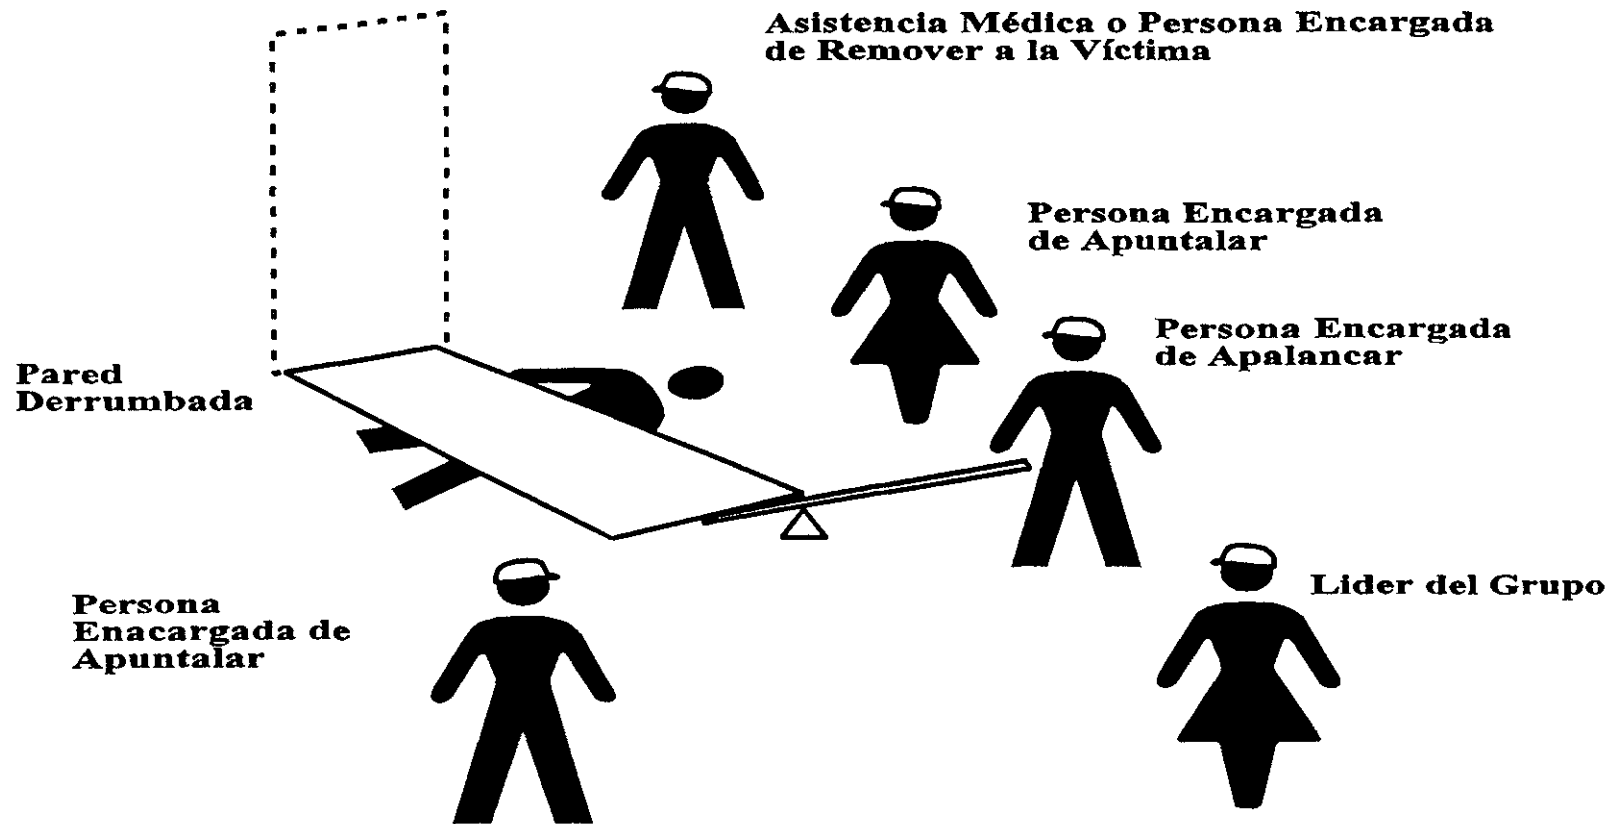 Asistencia Médica o Persona Encargada
de Remover a la Víctima
Persona Encargada
de Apuntalar
Persona Encargada
de Apalancar
Pared
Derrumbada
Lider del Grupo
Persona
Enacargada de
Apuntalar